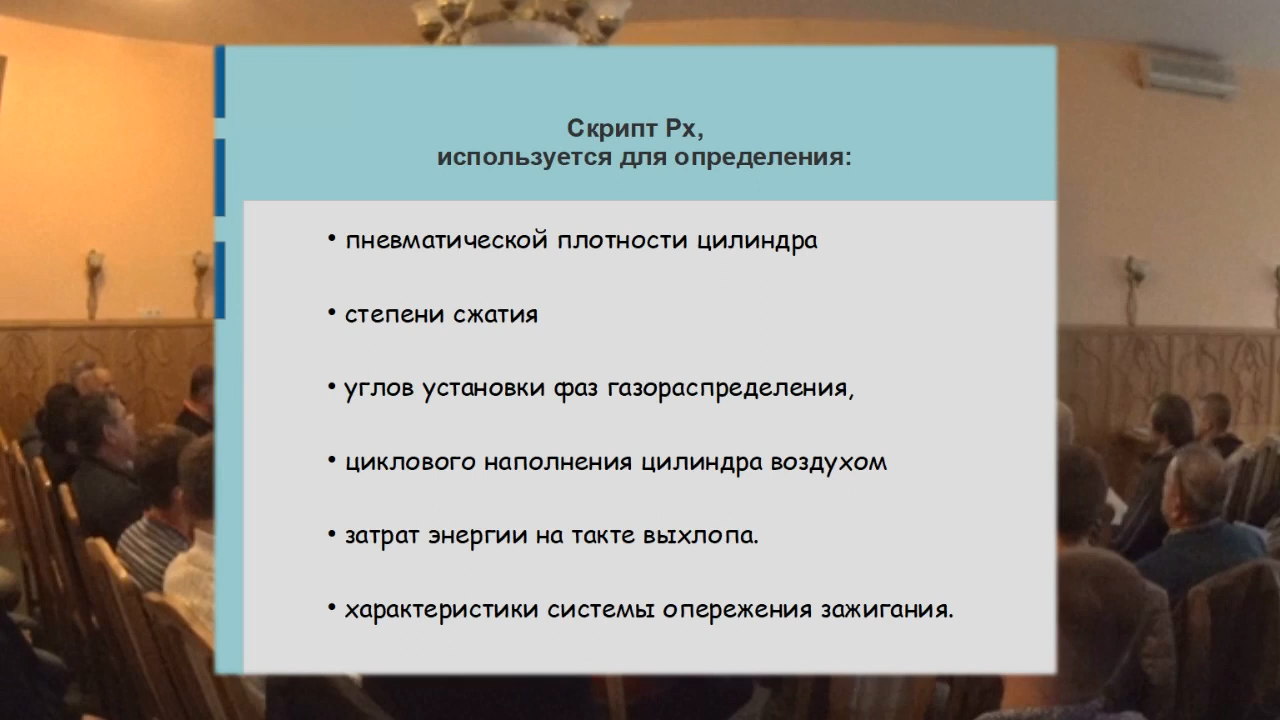 Скрипт Px,
используется для определения:
• пневматической плотности цилиндра
• степени сжатия
• углов установки фаз газораспределения,
• циклового наполнения цилиндра воздухом
• затрат энергии на такте выхлопа.
• характеристики системы опережения зажигания.